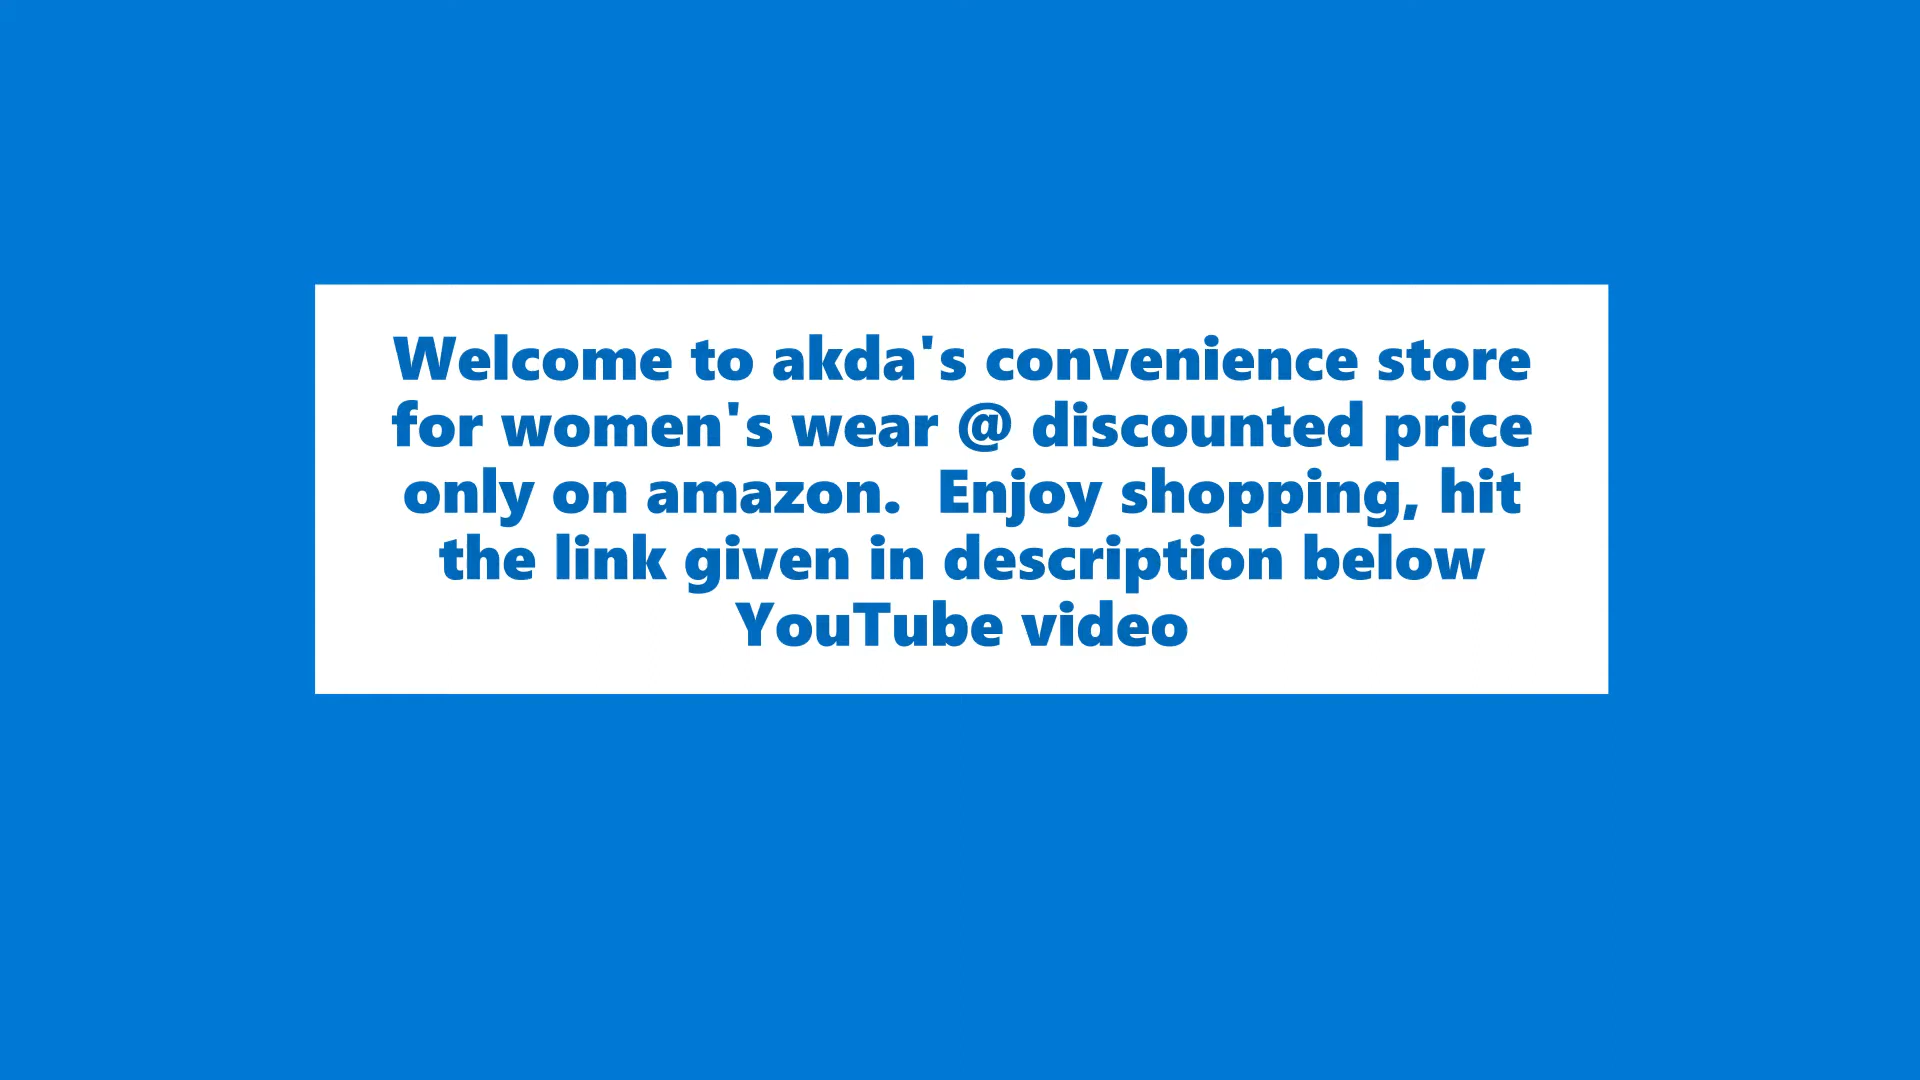 Welcome to akda's convenience store
for women's wear @ discounted price
only on amazon.  Enjoy shopping, hit
the link given in description below
YouTube video